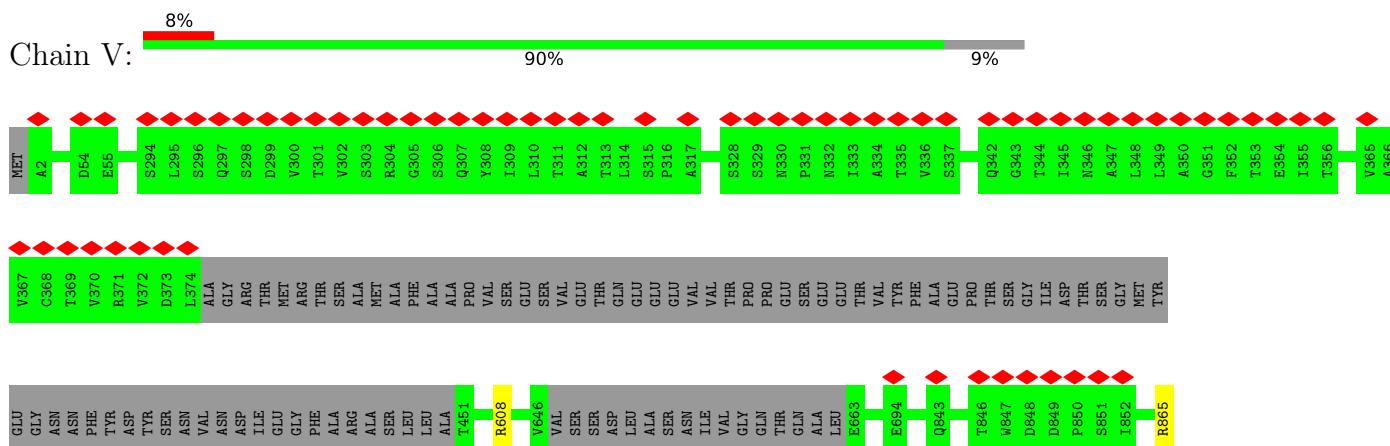 8%
Chain V:
90% 9%
MET A2 D54 E55 S294 L295 S296 Q297 S298 D299 V300 T301 V302 S303 R304 G305 S306 Q307 Y308 I309 L310 T311 A312 T313 L314 S315 P316 A317 S328 S329 N330 P331 N332 I333 A334 T335 V336 S337 Q342 G343 T344 I345 N346 A347 L348 L349 A350 G351 F352 T353 E354 I355 T356 V365 A366
V367 C368 T369 V370 R371 V372 D373 L374 ALA GLY ARG THR MET ARG THR SER ALA MET ALA PHE ALA ALA PRO VAL SER GLU SER VAL GLU THR GLN GLU GLU GLU VAL VAL THR PRO PRO GLU SER GLU GLU THR VAL TYR PHE ALA GLU PRO THR SER GLY ILE ASP THR SER GLY MET TYR
GLU GLY ASN ASN PHE TYR ASP TYR SER ASN VAL ASN ASP ILE GLU GLY PHE ALA ARG ALA SER LEU LEU ALA T451 R608 V646 VAL SER SER ASP LEU ALA SER ASN ILE VAL GLY GLN THR GLN ALA LEU E663 E694 Q843 T846 W847 D848 D849 P850 S851 I852 R865